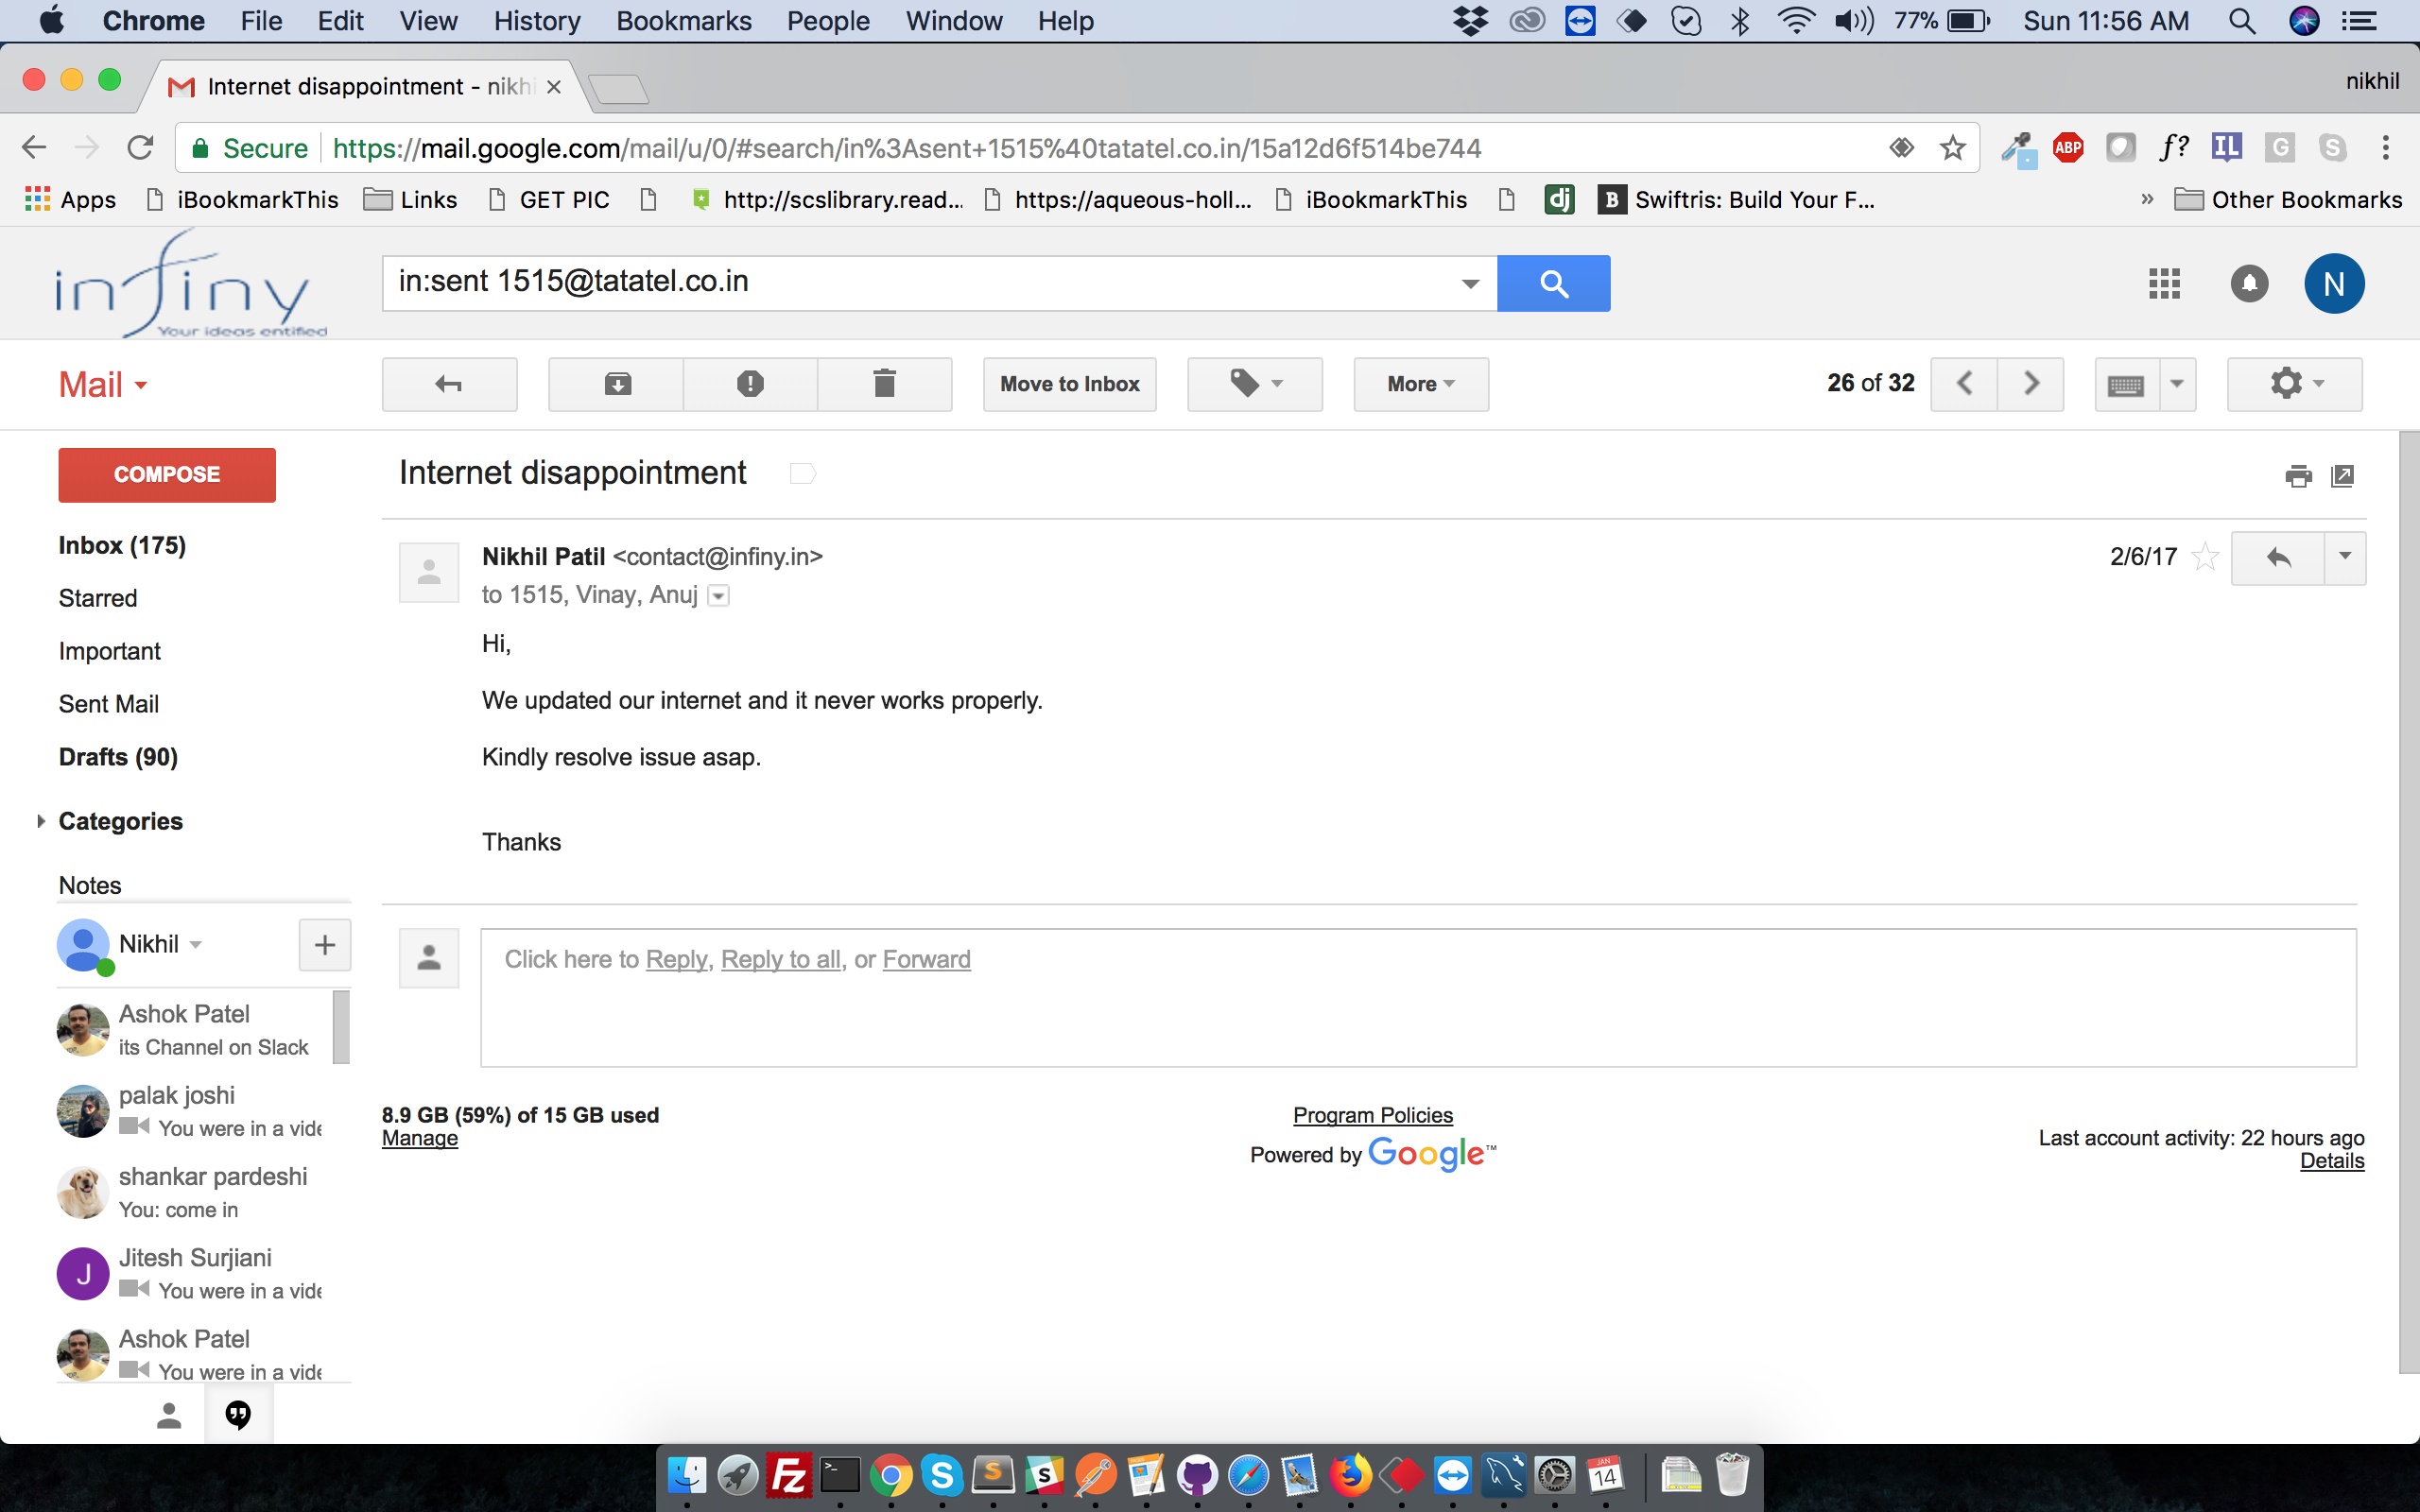 Chrome File Edit View History Bookmarks People Window Help 77% Sun 11:56 AM
Internet disappointment - nikhi nikhil
Secure https://mail.google.com/mail/u/0/#search/in%3Asent+1515%40tatatel.co.in/15a12d6f514be744 ABP f? IL G S
Apps iBookmarkThis Links GET PIC http://scslibrary.read... https://aqueous-holl... iBookmarkThis dj B Swiftris: Build Your F... » Other Bookmarks
infiny
Your ideas entified
in:sent 1515@tatatel.co.in N
Mail Move to Inbox More 26 of 32
COMPOSE
Inbox (175)
Starred
Important
Sent Mail
Drafts (90)
Categories
Notes
Internet disappointment
Nikhil Patil <contact@infiny.in> 2/6/17
to 1515, Vinay, Anuj
Hi,
We updated our internet and it never works properly.
Kindly resolve issue asap.
Thanks
Click here to Reply, Reply to all, or Forward
Nikhil
Ashok Patel
its Channel on Slack
palak joshi
You were in a vide
shankar pardeshi
You: come in
J Jitesh Surjiani
You were in a vide
Ashok Patel
You were in a vide
8.9 GB (59%) of 15 GB used
Manage
Program Policies
Powered by Google™
Last account activity: 22 hours ago
Details
Fz S S S JAN 14